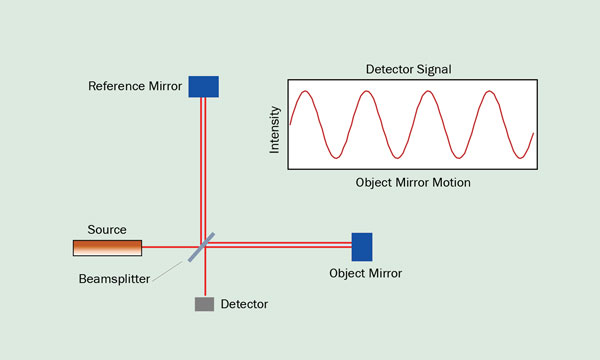 Detector Signal
Reference Mirror
Intensity
Object Mirror Motion
Source
Object Mirror
Beamsplitter
Detector